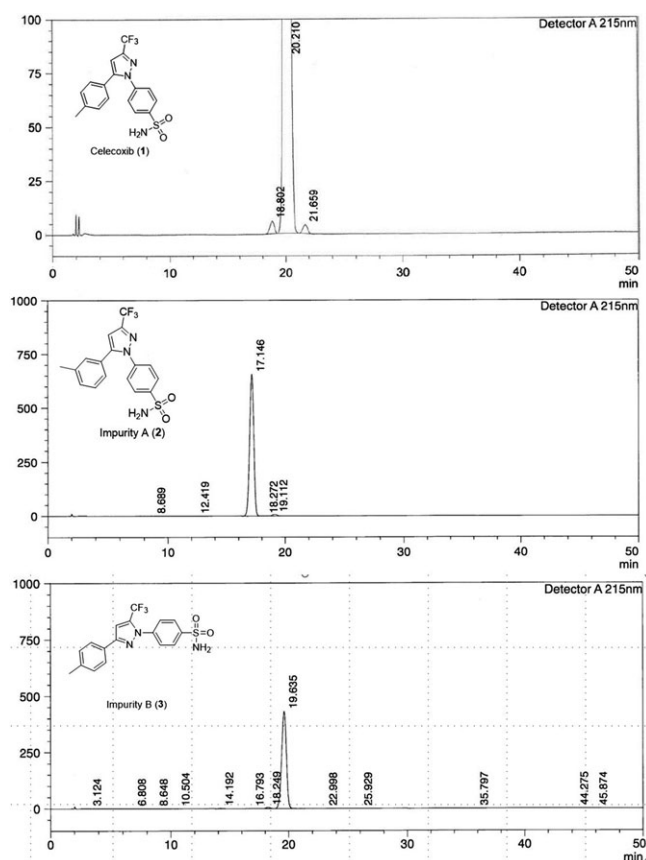 Detector A 215nm
100
75
50
25
0
CF3
N
N
S
O
O
H2N
Celecoxib (1)
18.802
20.210
21.659
0 10 20 30 40 50
min
Detector A 215nm
1000
750
500
250
0
CF3
N
N
S
O
O
H2N
Impurity A (2)
8.689
12.419
17.146
18.272
19.112
0 10 20 30 40 50
min
Detector A 215nm
1000
750
500
250
0
CF3
N
N
S
O
O
NH2
Impurity B (3)
3.124
6.808
8.648
10.504
14.192
16.793
18.249
19.635
22.998
25.929
35.797
44.275
45.874
0 10 20 30 40 50
min